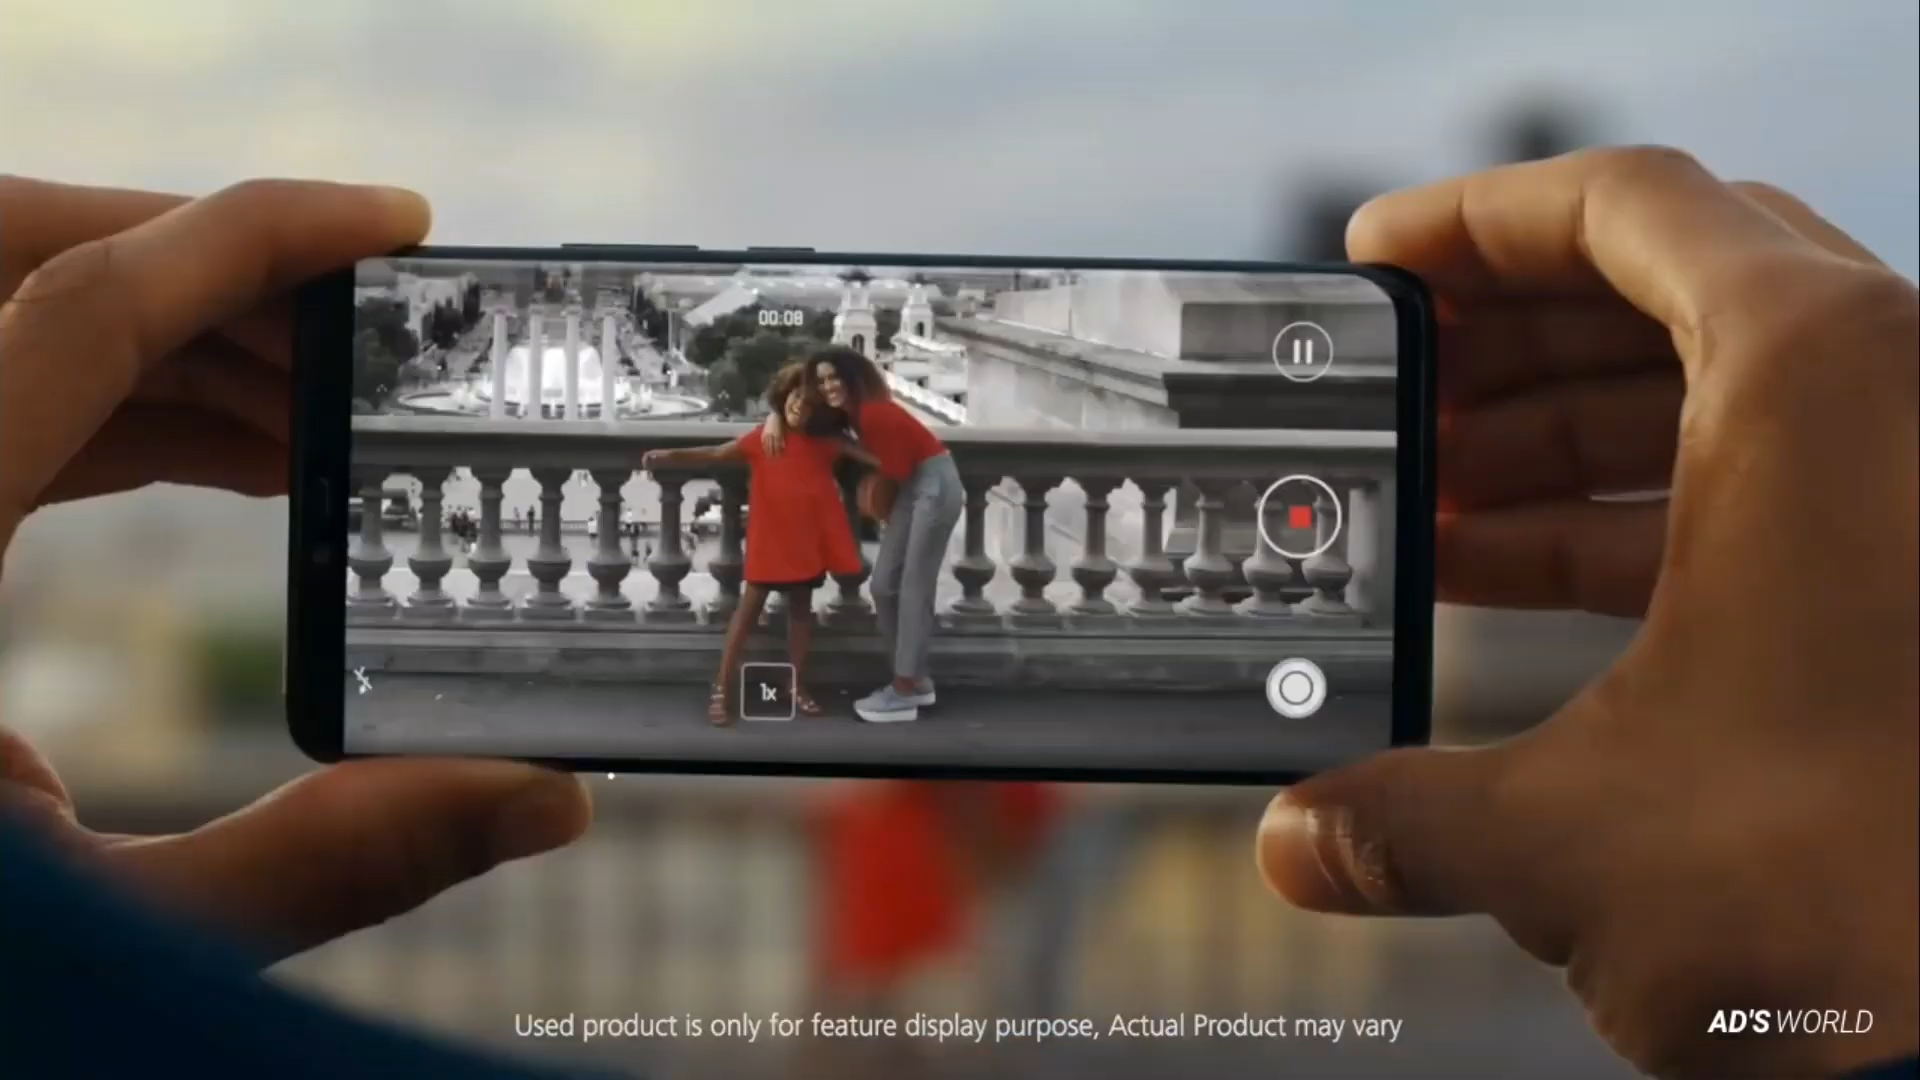 00:08
1x
Used product is only for feature display purpose, Actual Product may vary
AD'S WORLD